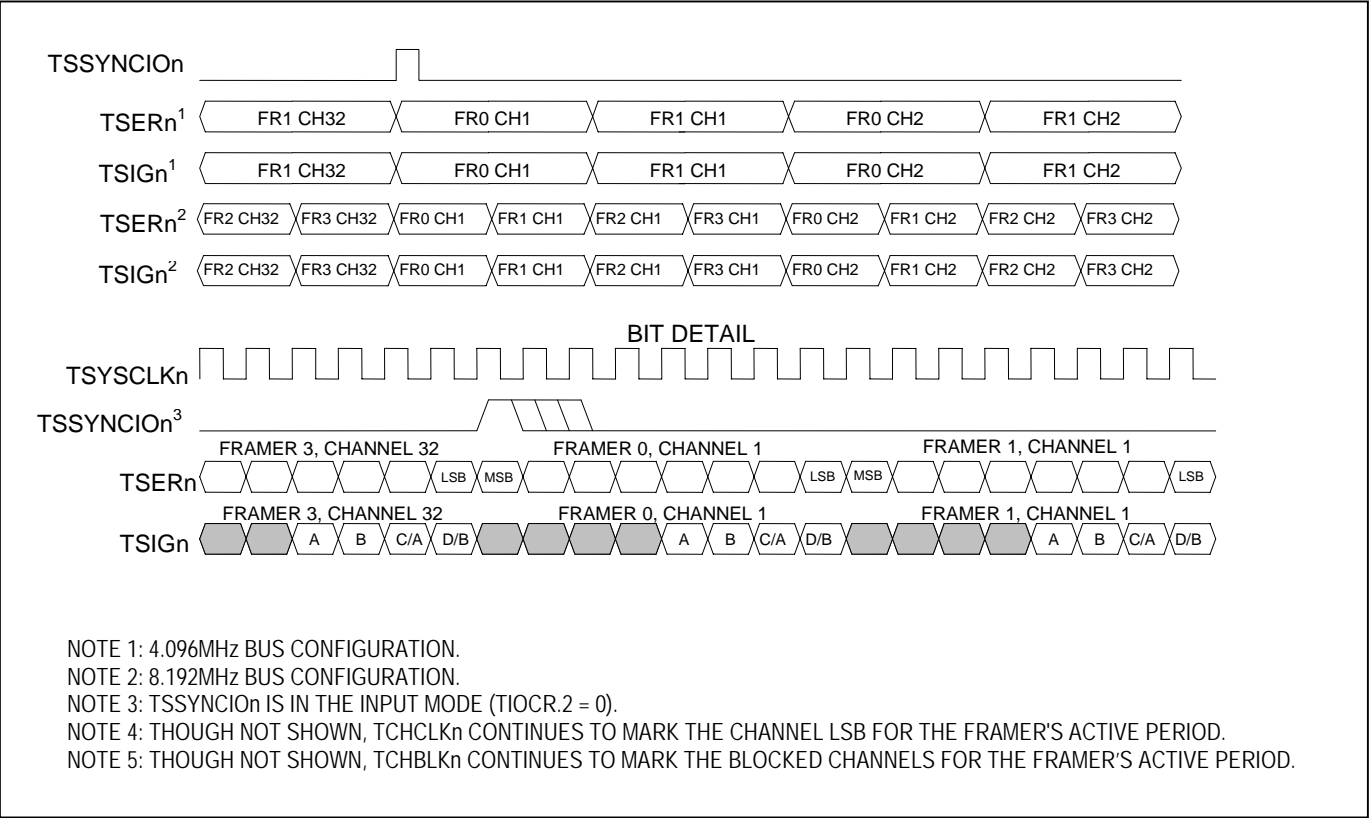 TSSYNCIOn
TSERn1 FR1 CH32 FR0 CH1 FR1 CH1 FR0 CH2 FR1 CH2
TSIGn1 FR1 CH32 FR0 CH1 FR1 CH1 FR0 CH2 FR1 CH2
TSERn2 FR2 CH32 FR3 CH32 FR0 CH1 FR1 CH1 FR2 CH1 FR3 CH1 FR0 CH2 FR1 CH2 FR2 CH2 FR3 CH2
TSIGn2 FR2 CH32 FR3 CH32 FR0 CH1 FR1 CH1 FR2 CH1 FR3 CH1 FR0 CH2 FR1 CH2 FR2 CH2 FR3 CH2
BIT DETAIL
TSYSCLKn
TSSYNCIOn3
FRAMER 3, CHANNEL 32 FRAMER 0, CHANNEL 1 FRAMER 1, CHANNEL 1
TSERn LSB MSB LSB MSB LSB
FRAMER 3, CHANNEL 32 FRAMER 0, CHANNEL 1 FRAMER 1, CHANNEL 1
TSIGn A B C/A D/B A B C/A D/B A B C/A D/B
NOTE 1: 4.096MHz BUS CONFIGURATION.
NOTE 2: 8.192MHz BUS CONFIGURATION.
NOTE 3: TSSYNCIOn IS IN THE INPUT MODE (TIOCR.2 = 0).
NOTE 4: THOUGH NOT SHOWN, TCHCLKn CONTINUES TO MARK THE CHANNEL LSB FOR THE FRAMER'S ACTIVE PERIOD.
NOTE 5: THOUGH NOT SHOWN, TCHBLKn CONTINUES TO MARK THE BLOCKED CHANNELS FOR THE FRAMER’S ACTIVE PERIOD.